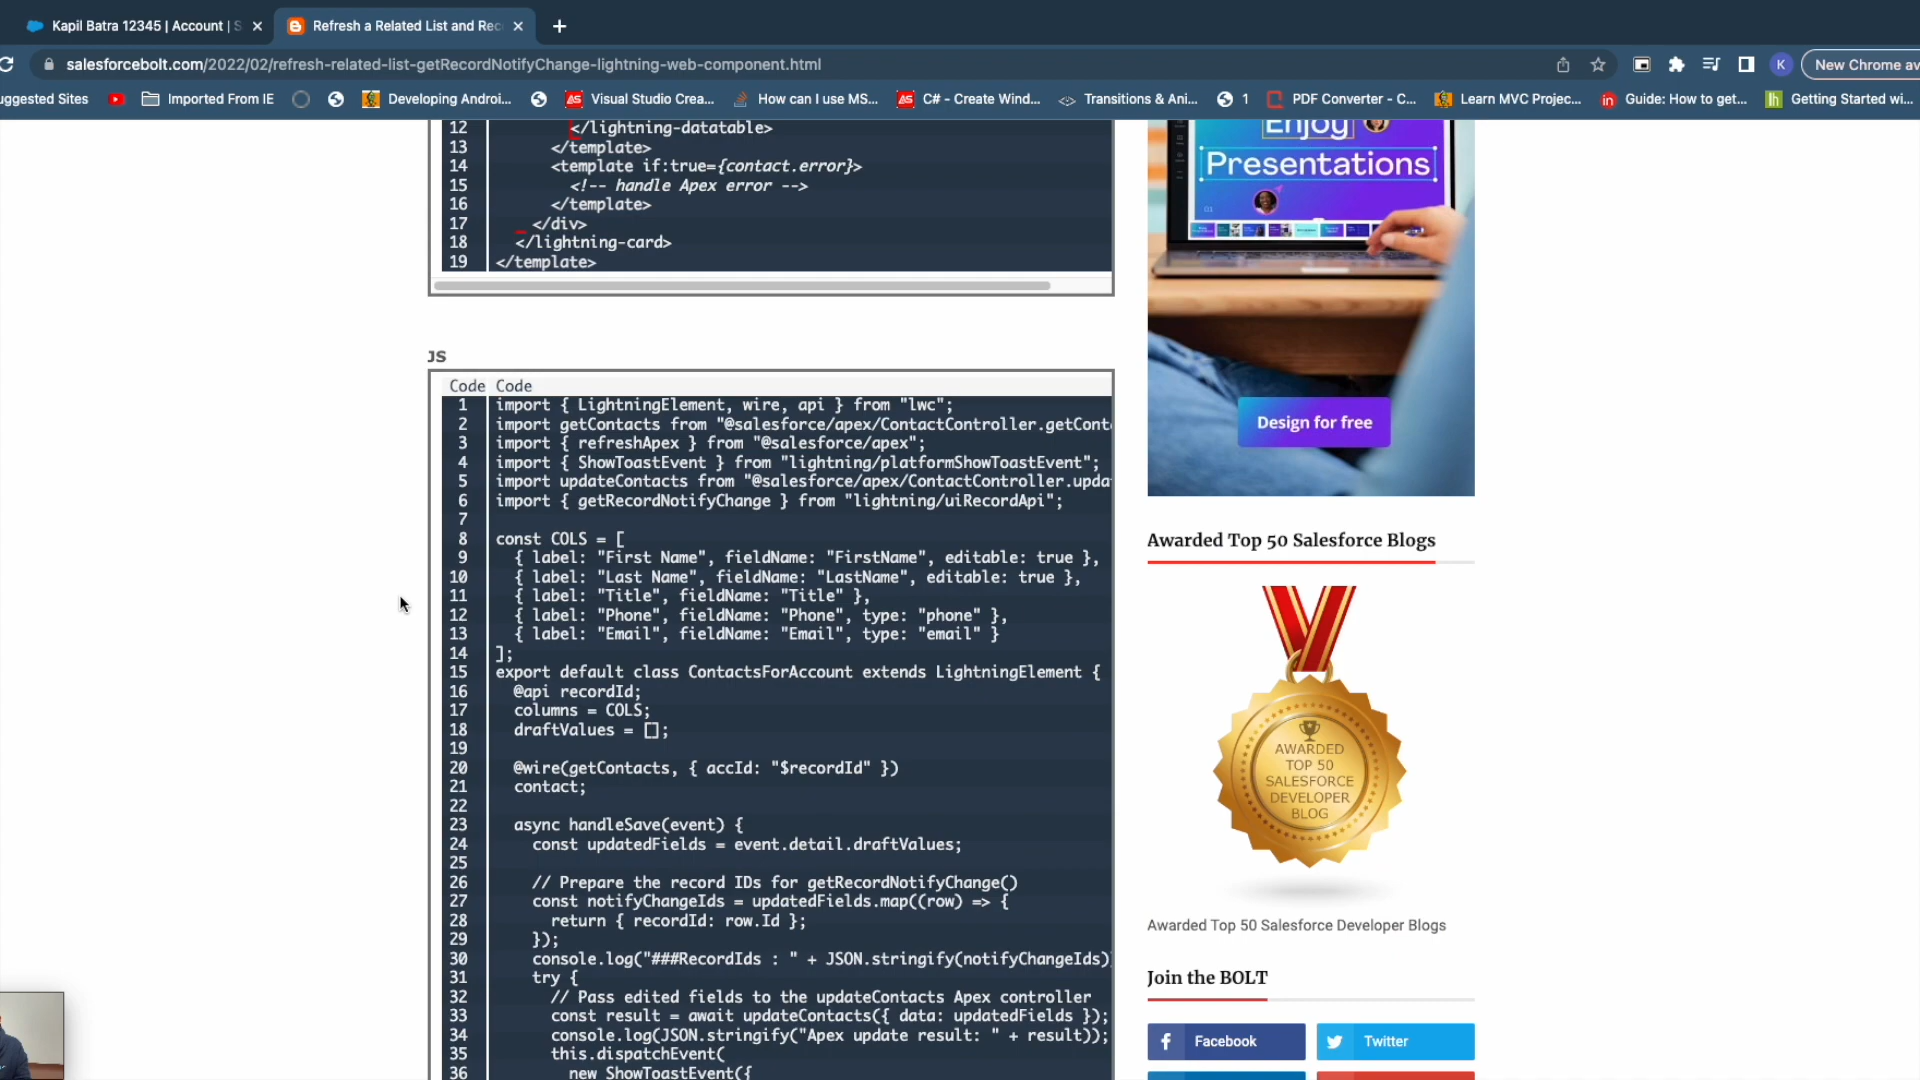 Kapil Batra 12345 | Account | S
Refresh a Related List and Rec
salesforcebolt.com/2022/02/refresh-related-list-getRecordNotifyChange-lightning-web-component.html
K
New Chrome av
uggested Sites
Imported From IE
Developing Androi...
Visual Studio Crea...
How can I use MS...
C# - Create Wind...
Transitions & Ani...
1
PDF Converter - C...
Learn MVC Projec...
Guide: How to get...
Getting Started wi...
12 </lightning-datatable>
13 </template>
14 <template if:true={contact.error}>
15 <!-- handle Apex error -->
16 </template>
17 </div>
18 </lightning-card>
19 </template>
JS
Code Code
1 import { LightningElement, wire, api } from "lwc";
2 import getContacts from "@salesforce/apex/ContactController.getCont
3 import { refreshApex } from "@salesforce/apex";
4 import { ShowToastEvent } from "lightning/platformShowToastEvent";
5 import updateContacts from "@salesforce/apex/ContactController.upda
6 import { getRecordNotifyChange } from "lightning/uiRecordApi";
7
8 const COLS = [
9 { label: "First Name", fieldName: "FirstName", editable: true },
10 { label: "Last Name", fieldName: "LastName", editable: true },
11 { label: "Title", fieldName: "Title" },
12 { label: "Phone", fieldName: "Phone", type: "phone" },
13 { label: "Email", fieldName: "Email", type: "email" }
14 ];
15 export default class ContactsForAccount extends LightningElement {
16 @api recordId;
17 columns = COLS;
18 draftValues = [];
19
20 @wire(getContacts, { accId: "$recordId" })
21 contact;
22
23 async handleSave(event) {
24 const updatedFields = event.detail.draftValues;
25
26 // Prepare the record IDs for getRecordNotifyChange()
27 const notifyChangeIds = updatedFields.map((row) => {
28 return { recordId: row.Id };
29 });
30 console.log("###RecordIds : " + JSON.stringify(notifyChangeIds)
31 try {
32 // Pass edited fields to the updateContacts Apex controller
33 const result = await updateContacts({ data: updatedFields });
34 console.log(JSON.stringify("Apex update result: " + result));
35 this.dispatchEvent(
36 new ShowToastEvent({
Enjoy
Presentations
Design for free
Awarded Top 50 Salesforce Blogs
AWARDED
TOP 50
SALESFORCE
DEVELOPER
BLOG
Awarded Top 50 Salesforce Developer Blogs
Join the BOLT
Facebook
Twitter